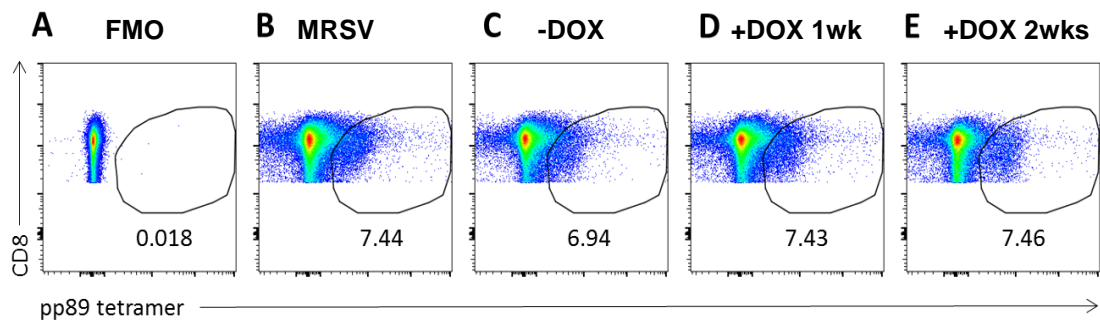 A FMO B MRSV C -DOX D +DOX 1wk E +DOX 2wks
CD8
0.018 7.44 6.94 7.43 7.46
pp89 tetramer